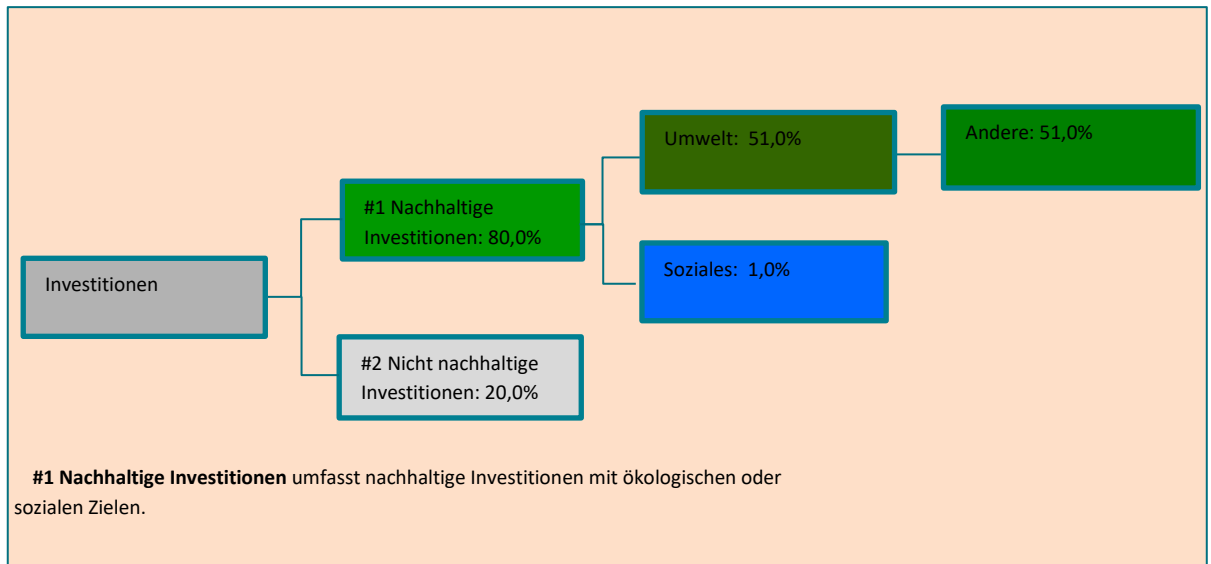 Umwelt: 51,0%
Andere: 51,0%
#1 Nachhaltige
Investitionen: 80,0%
Soziales: 1,0%
Investitionen
#2 Nicht nachhaltige
Investitionen: 20,0%
#1 Nachhaltige Investitionen umfasst nachhaltige Investitionen mit ökologischen oder
sozialen Zielen.